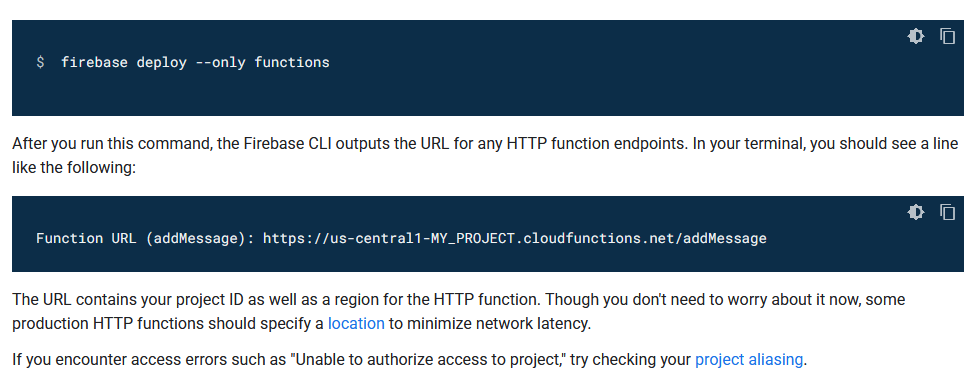 $ firebase deploy --only functions
After you run this command, the Firebase CLI outputs the URL for any HTTP function endpoints. In your terminal, you should see a line
like the following:
Function URL (addMessage): https://us-central1-MY_PROJECT.cloudfunctions.net/addMessage
The URL contains your project ID as well as a region for the HTTP function. Though you don't need to worry about it now, some
production HTTP functions should specify a location to minimize network latency.
If you encounter access errors such as "Unable to authorize access to project," try checking your project aliasing.